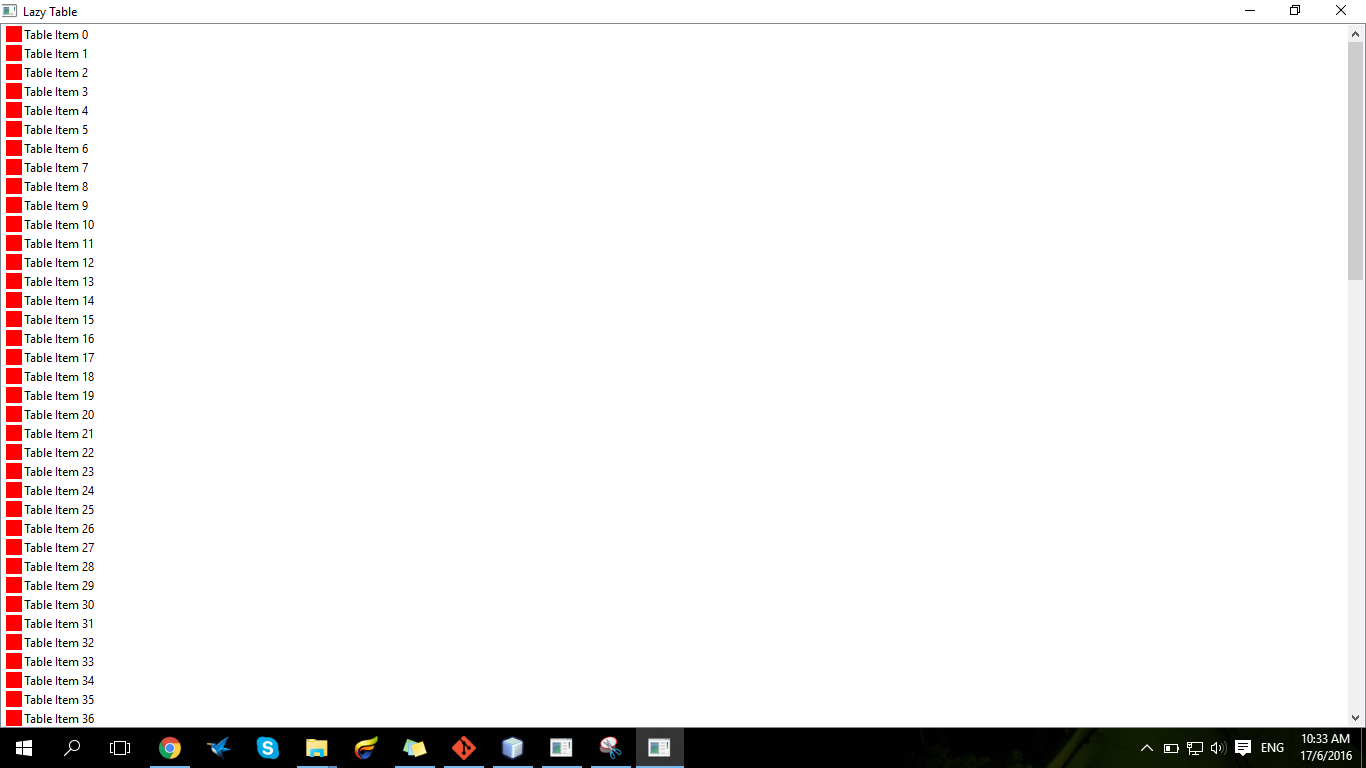 Lazy Table
Table Item 0
Table Item 1
Table Item 2
Table Item 3
Table Item 4
Table Item 5
Table Item 6
Table Item 7
Table Item 8
Table Item 9
Table Item 10
Table Item 11
Table Item 12
Table Item 13
Table Item 14
Table Item 15
Table Item 16
Table Item 17
Table Item 18
Table Item 19
Table Item 20
Table Item 21
Table Item 22
Table Item 23
Table Item 24
Table Item 25
Table Item 26
Table Item 27
Table Item 28
Table Item 29
Table Item 30
Table Item 31
Table Item 32
Table Item 33
Table Item 34
Table Item 35
Table Item 36
ENG
10:33 AM
17/6/2016